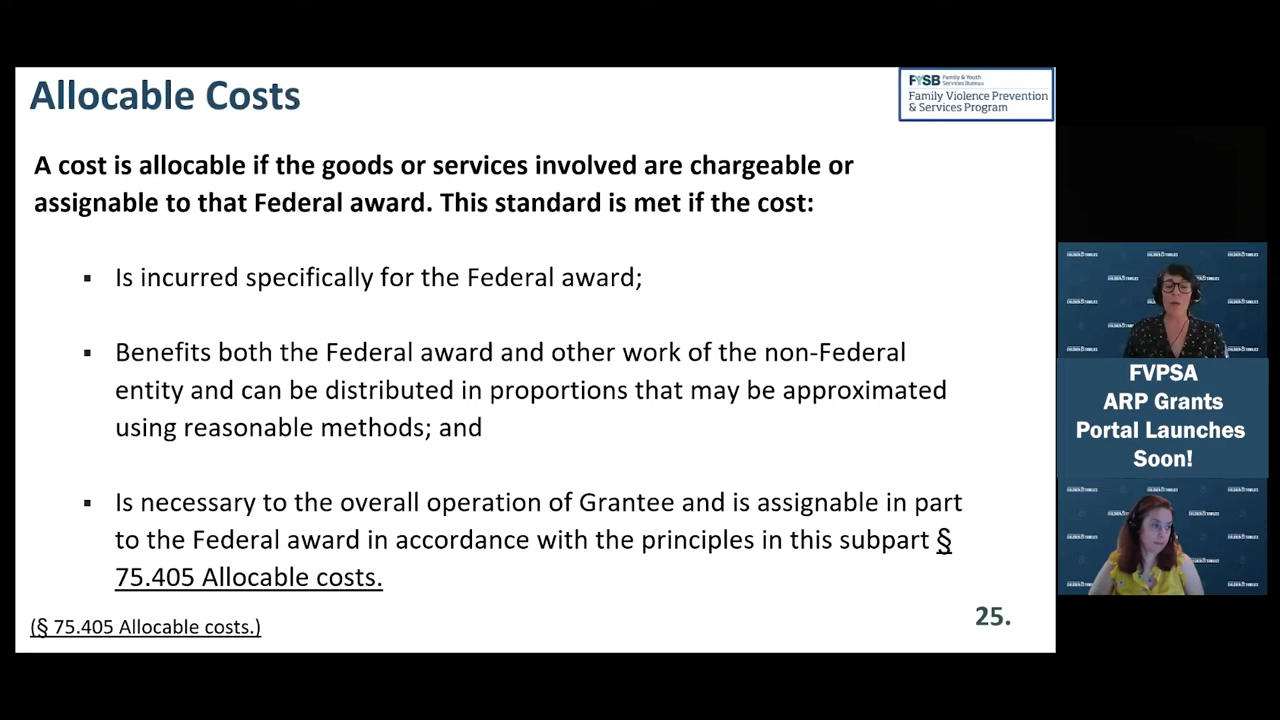 Allocable Costs
FYSB Family & Youth
Services Bureau
Family Violence Prevention
& Services Program
A cost is allocable if the goods or services involved are chargeable or
assignable to that Federal award. This standard is met if the cost:
▪ Is incurred specifically for the Federal award;
▪ Benefits both the Federal award and other work of the non-Federal
entity and can be distributed in proportions that may be approximated
using reasonable methods; and
▪ Is necessary to the overall operation of Grantee and is assignable in part
to the Federal award in accordance with the principles in this subpart §
75.405 Allocable costs.
(§ 75.405 Allocable costs.)
25.
FVPSA
ARP Grants
Portal Launches
Soon!